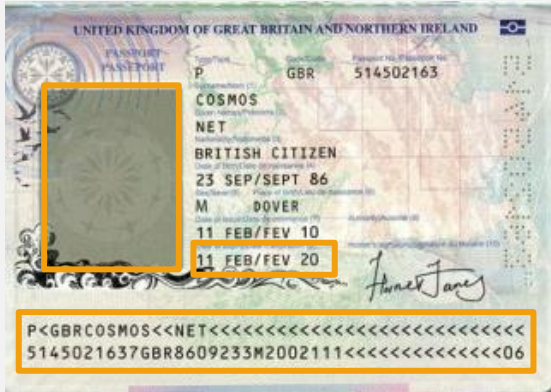 UNITED KINGDOM OF GREAT BRITAIN AND NORTHERN IRELAND
PASSPORT
PASSEPORT
P GBR 514502163
COSMOS
NET
BRITISH CITIZEN
23 SEP/SEPT 86
M DOVER
11 FEB/FEV 10
11 FEB/FEV 20
P<GBRCOSMOS<<NET<<<<<<<<<<<<<<<<<<<<<<<<<<<<
5145021637GBR8609233M2002111<<<<<<<<<<<<<<06